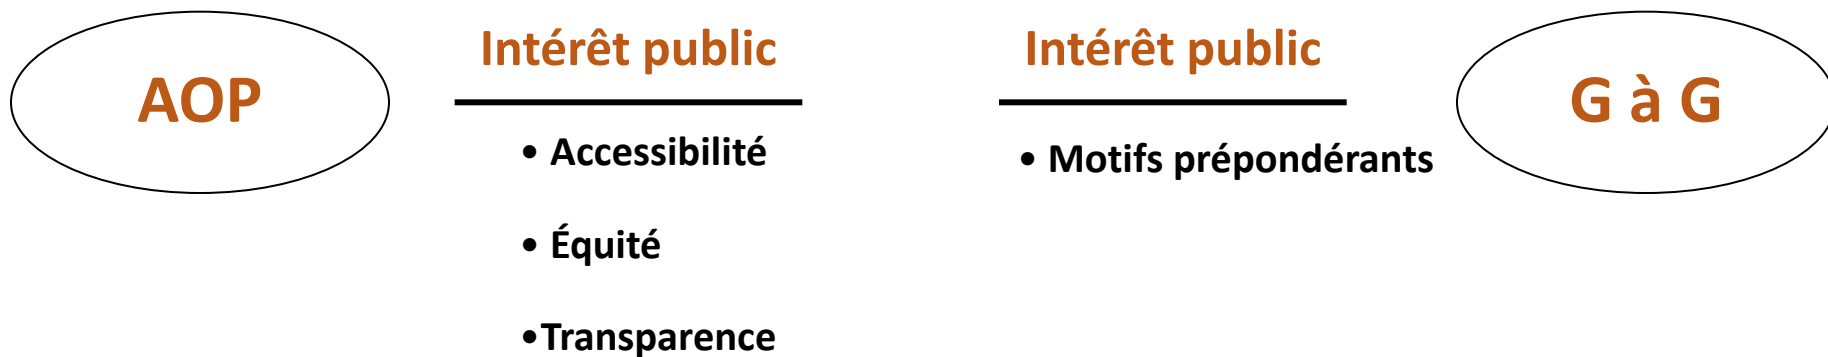 AOP
Intérêt public
• Accessibilité
• Équité
•Transparence
Intérêt public
• Motifs prépondérants
G à G